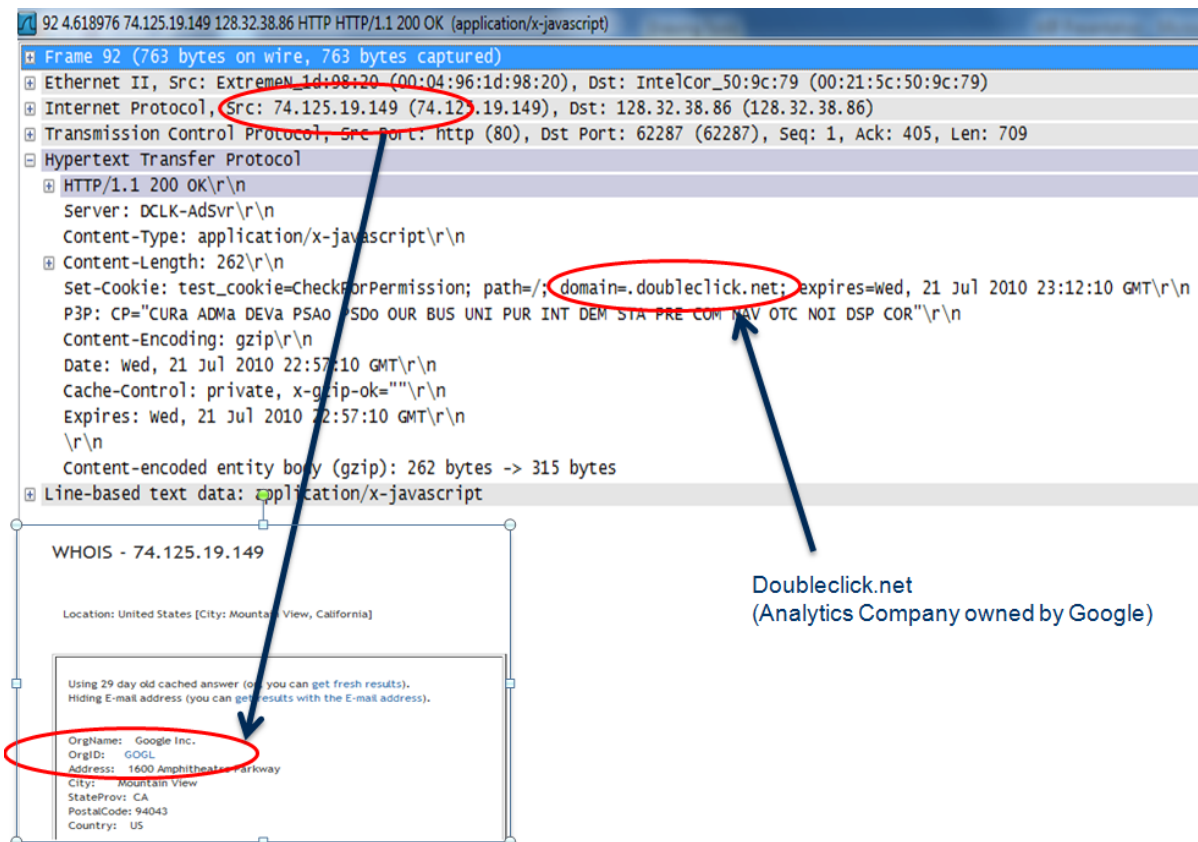 92 4.618976 74.125.19.149 128.32.38.86 HTTP HTTP/1.1 200 OK (application/x-javascript)
Frame 92 (763 bytes on wire, 763 bytes captured)
Ethernet II, Src: ExtremeN_1d:98:20 (00:04:96:1d:98:20), Dst: IntelCor_50:9c:79 (00:21:5c:50:9c:79)
Internet Protocol, Src: 74.125.19.149 (74.125.19.149), Dst: 128.32.38.86 (128.32.38.86)
Transmission Control Protocol, Src Port: http (80), Dst Port: 62287 (62287), Seq: 1, Ack: 405, Len: 709
Hypertext Transfer Protocol
HTTP/1.1 200 OK\r\n
Server: DCLK-AdSvr\r\n
Content-Type: application/x-javascript\r\n
Content-Length: 262\r\n
Set-Cookie: test_cookie=CheckForPermission; path=/; domain=.doubleclick.net; expires=Wed, 21 Jul 2010 23:12:10 GMT\r\n
P3P: CP="CURa ADMa DEVa PSAo PSDo OUR BUS UNI PUR INT DEM STA PRE COM NAV OTC NOI DSP COR"\r\n
Content-Encoding: gzip\r\n
Date: Wed, 21 Jul 2010 22:57:10 GMT\r\n
Cache-Control: private, x-gzip-ok=""\r\n
Expires: Wed, 21 Jul 2010 22:57:10 GMT\r\n
\r\n
Content-encoded entity body (gzip): 262 bytes -> 315 bytes
Line-based text data: application/x-javascript
WHOIS - 74.125.19.149
Location: United States [City: Mountain View, California]
Using 29 day old cached answer (or, you can get fresh results).
Hiding E-mail address (you can get results with the E-mail address).
OrgName: Google Inc.
OrgID: GOGL
Address: 1600 Amphitheatre Parkway
City: Mountain View
StateProv: CA
PostalCode: 94043
Country: US
Doubleclick.net
(Analytics Company owned by Google)